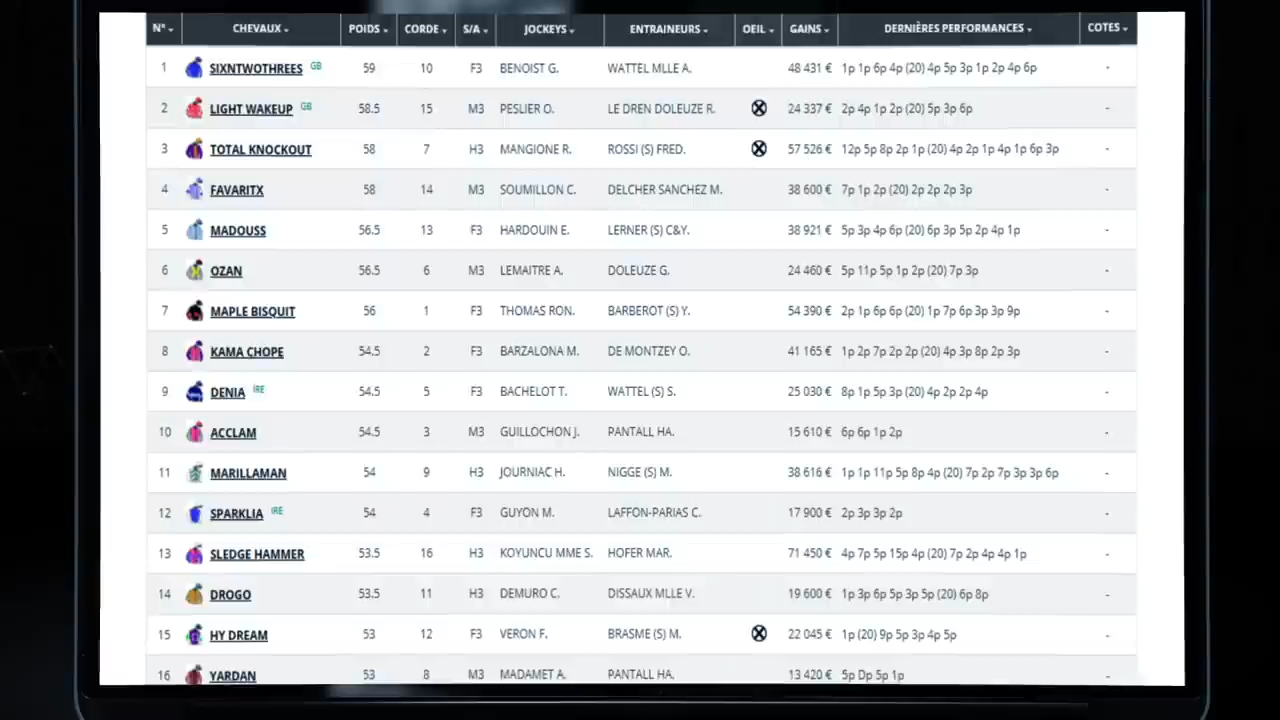 N° CHEVAUX POIDS CORDE S/A JOCKEYS ENTRAINEURS OEIL GAINS DERNIÈRES PERFORMANCES COTES
1 SIXNTWOTHREES GB 59 10 F3 BENOIST G. WATTEL MLLE A. 48 431 € 1p 1p 6p 4p (20) 4p 5p 3p 1p 2p 4p 6p -
2 LIGHT WAKEUP GB 58.5 15 M3 PESLIER O. LE DREN DOLEUZE R. 24 337 € 2p 4p 1p 2p (20) 5p 3p 6p -
3 TOTAL KNOCKOUT 58 7 H3 MANGIONE R. ROSSI (S) FRED. 57 526 € 12p 5p 8p 2p 1p (20) 4p 2p 1p 4p 1p 6p 3p -
4 FAVARITX 58 14 M3 SOUMILLON C. DELCHER SANCHEZ M. 38 600 € 7p 1p 2p (20) 2p 2p 2p 3p -
5 MADOUSS 56.5 13 F3 HARDOUIN E. LERNER (S) C&Y. 38 921 € 5p 3p 4p 6p (20) 6p 3p 5p 2p 4p 1p -
6 OZAN 56.5 6 M3 LEMAITRE A. DOLEUZE G. 24 460 € 5p 11p 5p 1p 2p (20) 7p 3p -
7 MAPLE BISQUIT 56 1 F3 THOMAS RON. BARBEROT (S) Y. 54 390 € 2p 1p 6p 6p (20) 1p 7p 6p 3p 3p 9p -
8 KAMA CHOPE 54.5 2 F3 BARZALONA M. DE MONTZEY O. 41 165 € 1p 2p 7p 2p 2p (20) 4p 3p 8p 2p 3p -
9 DENIA IRE 54.5 5 F3 BACHELOT T. WATTEL (S) S. 25 030 € 8p 1p 5p 3p (20) 4p 2p 2p 4p -
10 ACCLAM 54.5 3 M3 GUILLOCHON J. PANTALL HA. 15 610 € 6p 6p 1p 2p -
11 MARILLAMAN 54 9 H3 JOURNIAC H. NIGGE (S) M. 38 616 € 1p 1p 11p 5p 8p 4p (20) 7p 2p 7p 3p 3p 6p -
12 SPARKLIA IRE 54 4 F3 GUYON M. LAFFON-PARIAS C. 17 900 € 2p 3p 3p 2p -
13 SLEDGE HAMMER 53.5 16 H3 KOYUNCU MME S. HOFER MAR. 71 450 € 4p 7p 5p 15p 4p (20) 7p 2p 4p 4p 1p -
14 DROGO 53.5 11 H3 DEMURO C. DISSAUX MLLE V. 19 600 € 1p 3p 6p 5p 3p 5p (20) 6p 8p -
15 HY DREAM 53 12 F3 VERON F. BRASME (S) M. 22 045 € 1p (20) 9p 5p 3p 4p 5p -
16 YARDAN 53 8 M3 MADAMET A. PANTALL HA. 13 420 € 5p Dp 5p 1p -